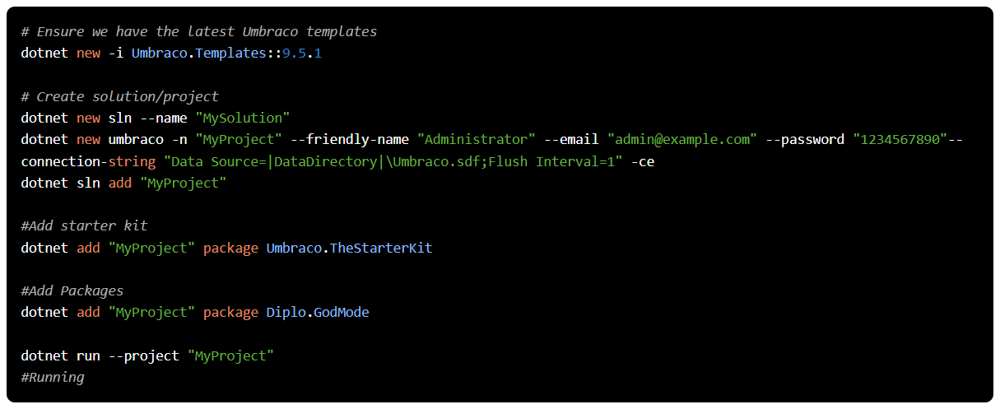 # Ensure we have the latest Umbraco templates
dotnet new -i Umbraco.Templates::9.5.1
# Create solution/project
dotnet new sln --name "MySolution"
dotnet new umbraco -n "MyProject" --friendly-name "Administrator" --email "admin@example.com" --password "1234567890"--
connection-string "Data Source=|DataDirectory|\Umbraco.sdf;Flush Interval=1" -ce
dotnet sln add "MyProject"
#Add starter kit
dotnet add "MyProject" package Umbraco.TheStarterKit
#Add Packages
dotnet add "MyProject" package Diplo.GodMode
dotnet run --project "MyProject"
#Running